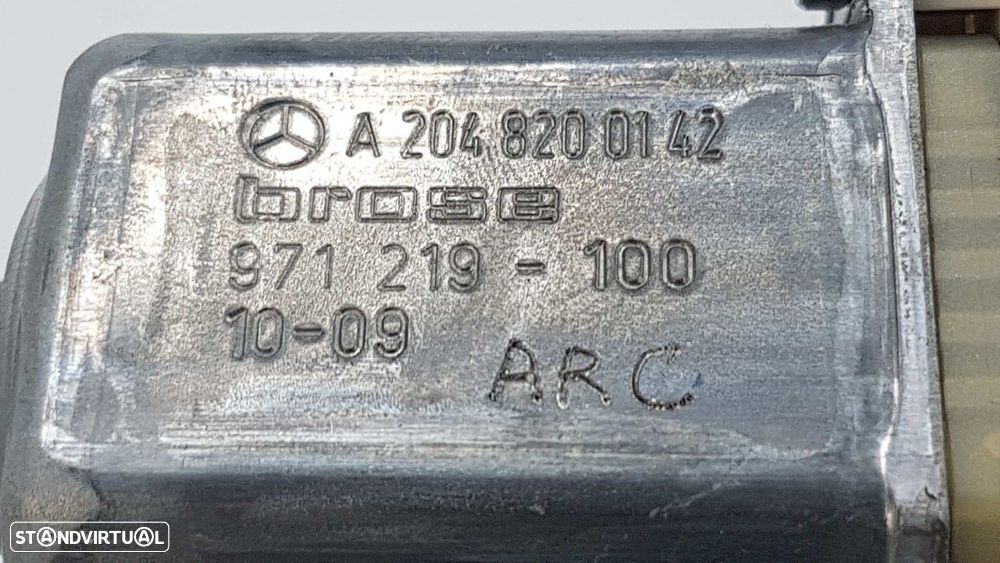 A 204 820 01 42
brose
971 219 - 100
10-09
ARC
STANDVIRTUAL